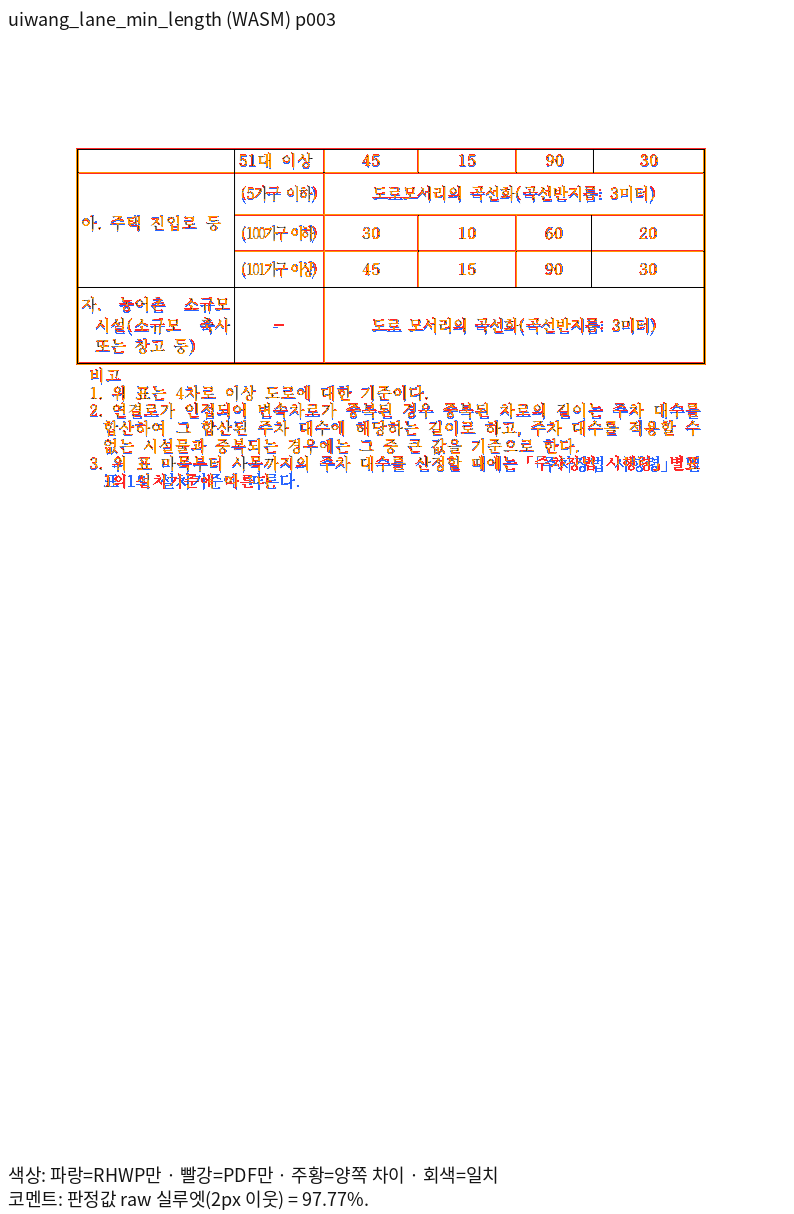 uiwang_lane_min_length (WASM) p003
51대 이상 45 15 90 30
아. 주택 진입로 등
(5가구 이하) 도로모서리의 곡선화(곡선반지름: 3미터)
(100가구 이하) 30 10 60 20
(101가구 이상) 45 15 90 30
자. 농어촌 소규모
시설(소규모 축사
또는 창고 등)
- 도로 모서리의 곡선화(곡선반지름: 3미터)
비고
1. 위 표는 4차로 이상 도로에 대한 기준이다.
2. 연결로가 인접되어 변속차로가 중복된 경우 중복된 차로의 길이는 주차 대수를
합산하여 그 합산된 주차 대수에 해당하는 길이로 하고, 주차 대수를 적용할 수
없는 시설물과 중복되는 경우에는 그 중 큰 값을 기준으로 한다.
3. 위 표 마목부터 사목까지의 주차 대수를 산정할 때에는 「주차장법 시행령」 별표
색상: 파랑=RHWP만 · 빨강=PDF만 · 주황=양쪽 차이 · 회색=일치
코멘트: 판정값 raw 실루엣(2px 이웃) = 97.77%.